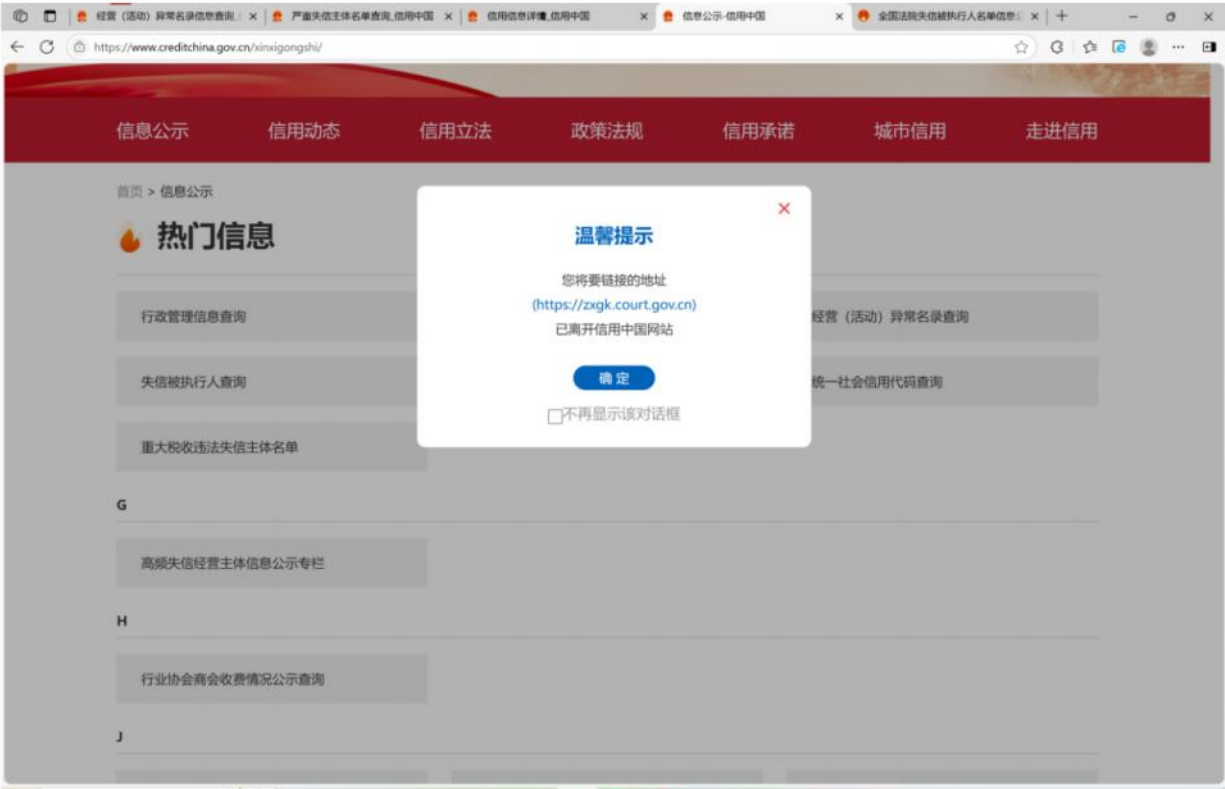 经营（活动）异常名录信息查询
严重失信主体名单查询_信用中国
信用信息详情_信用中国
信息公示-信用中国
全国法院失信被执行人名单信息
https://www.creditchina.gov.cn/xinxigongshi/
信息公示
信用动态
信用立法
政策法规
信用承诺
城市信用
走进信用
首页 > 信息公示
热门信息
温馨提示
您将要链接的地址
(https://zxgk.court.gov.cn)
已离开信用中国网站
确定
不再显示该对话框
行政管理信息查询
经营（活动）异常名录查询
失信被执行人查询
统一社会信用代码查询
重大税收违法失信主体名单
G
高频失信经营主体信息公示专栏
H
行业协会商会收费情况公示查询
J